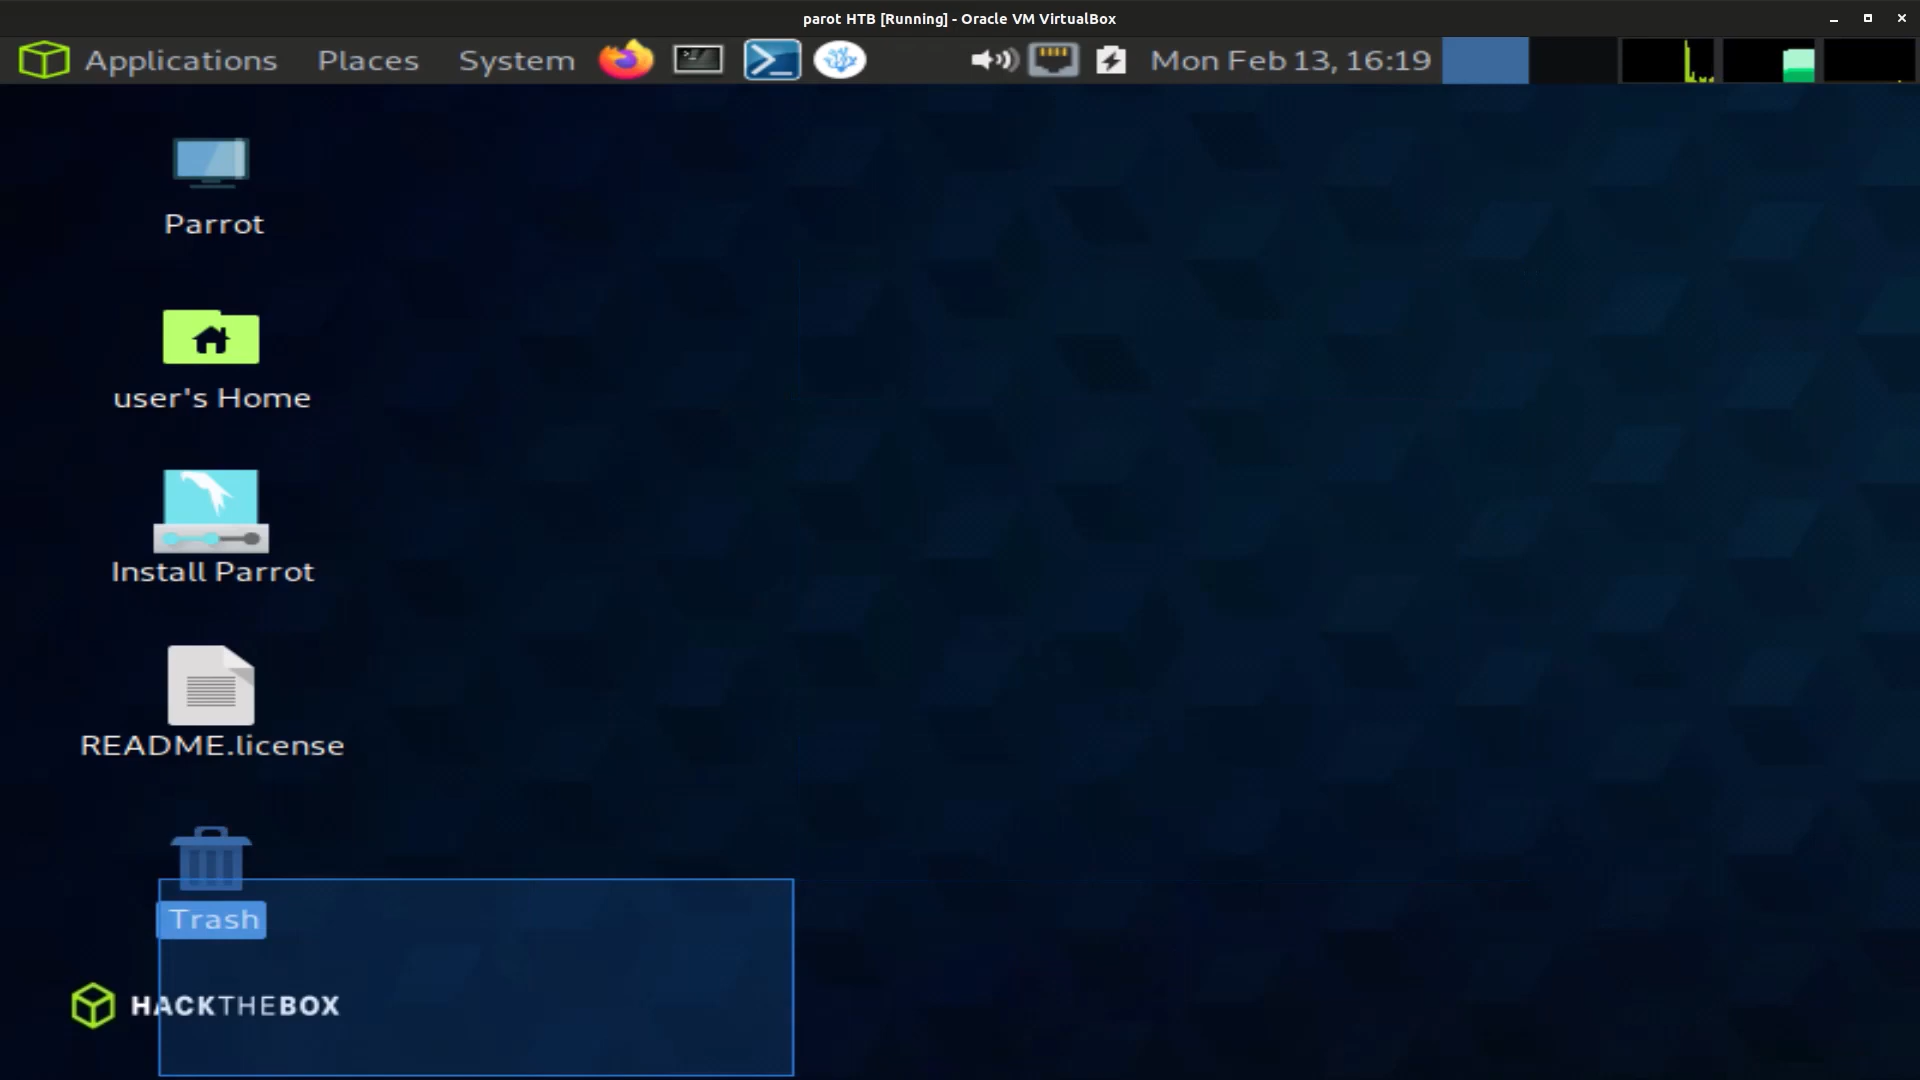 parot HTB [Running] - Oracle VM VirtualBox
Applications Places System Mon Feb 13, 16:19
Parrot
user's Home
Install Parrot
README.license
Trash
HACKTHEBOX